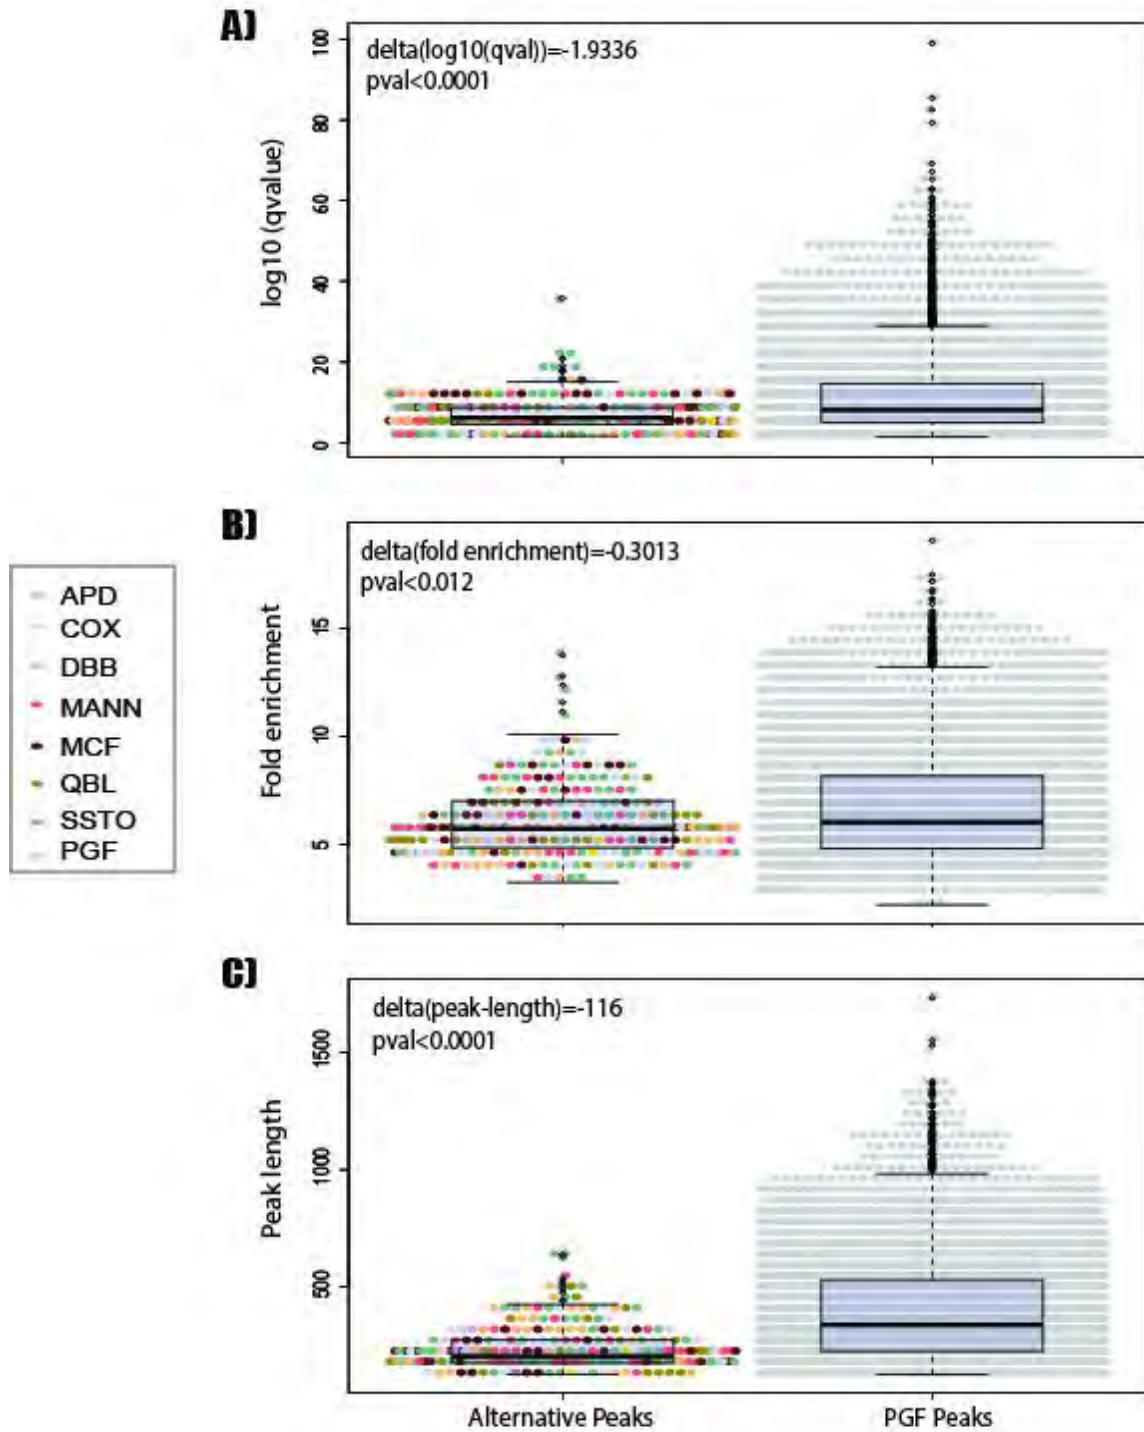 A)
delta(log10(qval))=-1.9336
pval<0.0001
log10 (qvalue)
100
80
60
40
20
0
B)
delta(fold enrichment)=-0.3013
pval<0.012
Fold enrichment
15
10
5
APD
COX
DBB
MANN
MCF
QBL
SSTO
PGF
C)
delta(peak-length)=-116
pval<0.0001
Peak length
1500
1000
500
Alternative Peaks
PGF Peaks